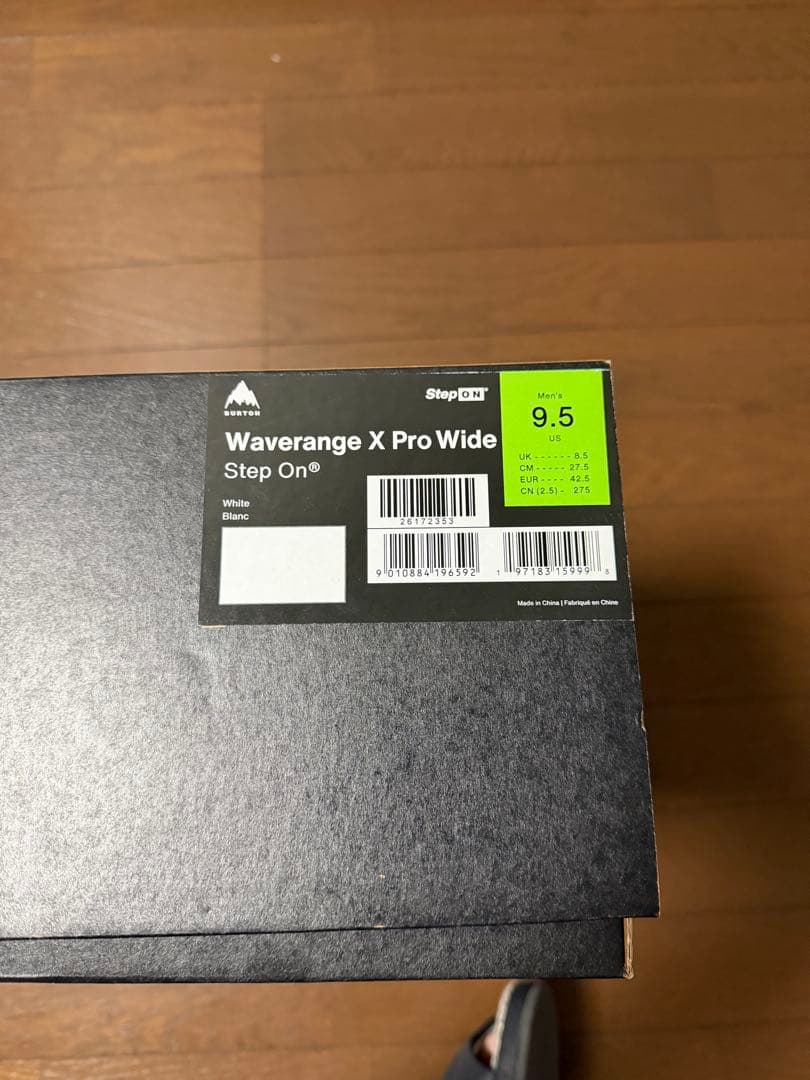 BURTON
Step ON
Waverange X Pro Wide
Step On®
White
Blanc
Men's
9.5
US
UK ------ 8.5
CM ----- 27.5
EUR ---- 42.5
CN (2.5) - 275
26172353
9 010884 196592
1 97183 15999 8
Made in China | Fabriqué en Chine